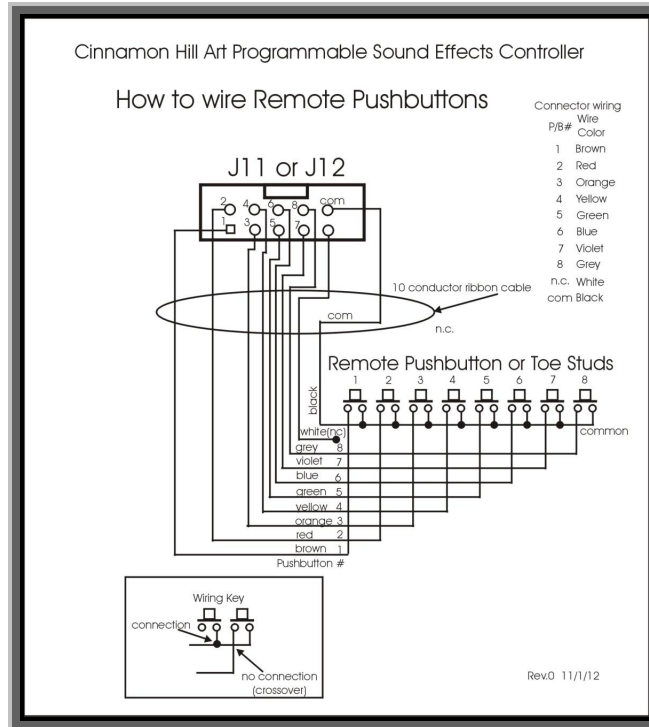 Cinnamon Hill Art Programmable Sound Effects Controller
How to wire Remote Pushbuttons
Connector wiring
P/B# Wire Color
1 Brown
2 Red
3 Orange
4 Yellow
5 Green
6 Blue
7 Violet
8 Grey
n.c. White
com Black
J11 or J12
2 4 6 8 com
1 3 5 7
10 conductor ribbon cable
com
n.c.
Remote Pushbutton or Toe Studs
1 2 3 4 5 6 7 8
black
common
white(nc)
grey 8
violet 7
blue 6
green 5
yellow 4
orange 3
red 2
brown 1
Pushbutton #
Wiring Key
connection
no connection
(crossover)
Rev.0 11/1/12